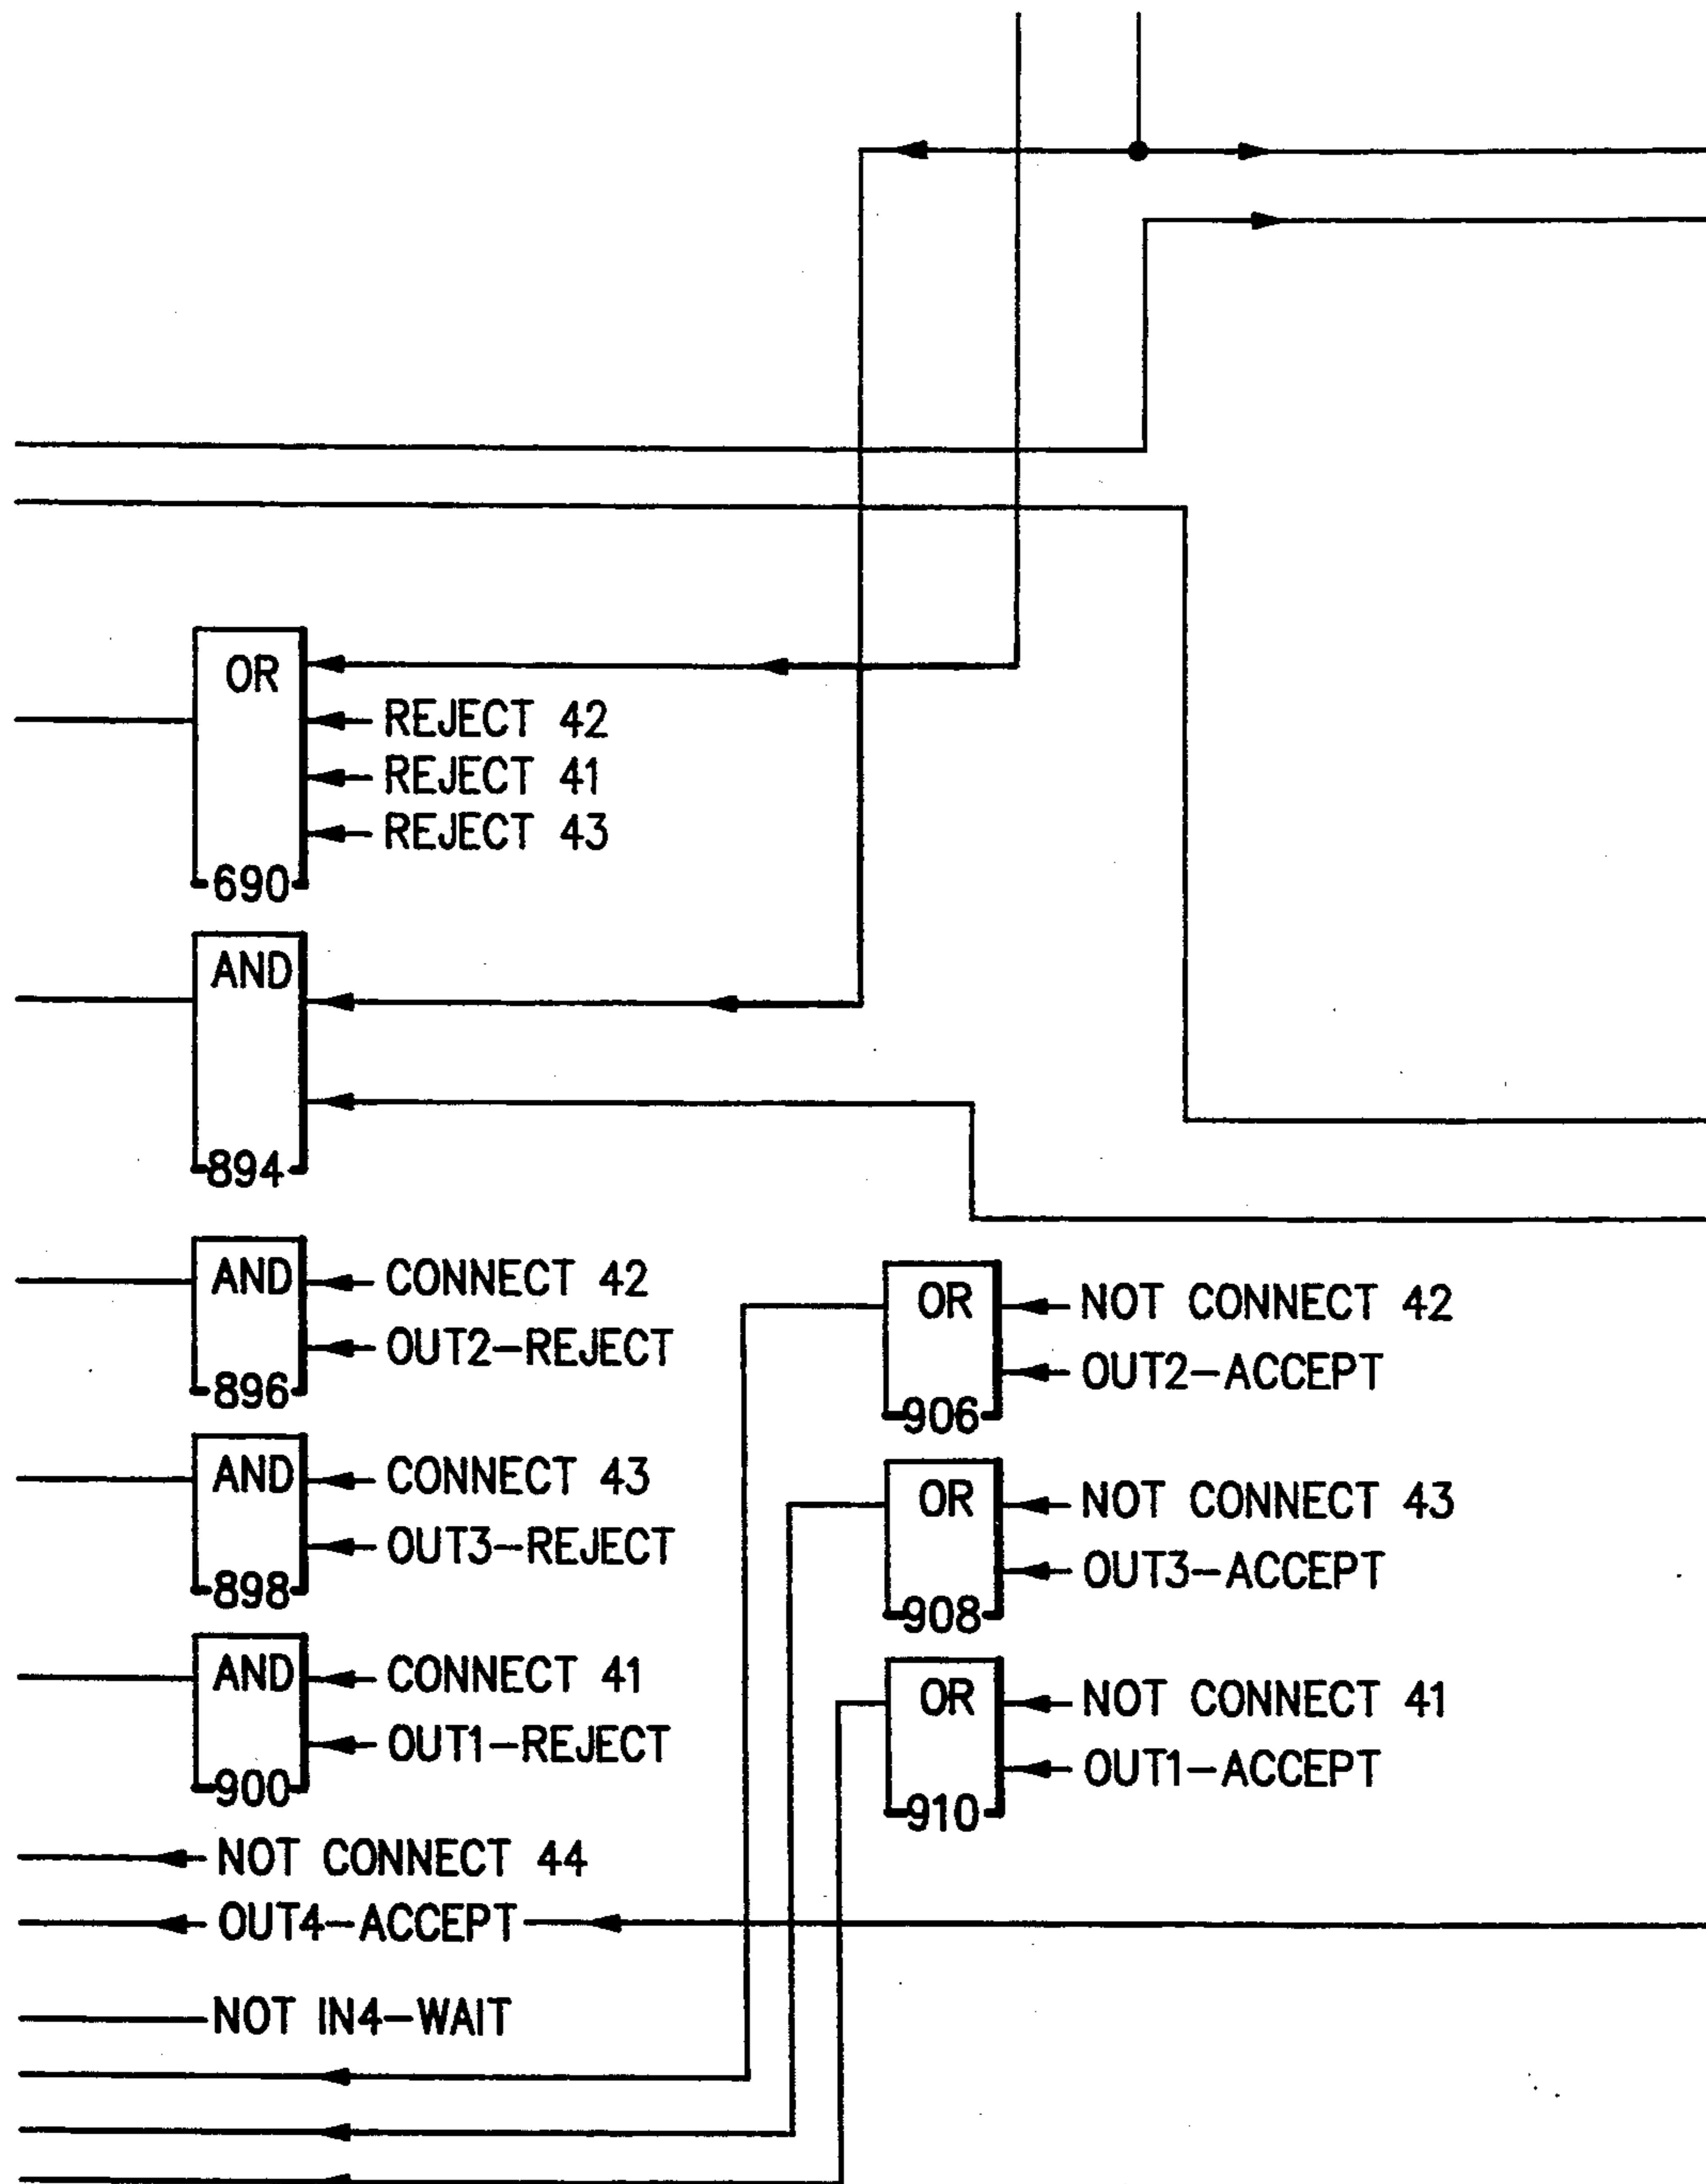 OR
REJECT 42
REJECT 41
REJECT 43
690
AND
894
AND
CONNECT 42
OUT2-REJECT
896
OR
NOT CONNECT 42
OUT2-ACCEPT
906
AND
CONNECT 43
OUT3-REJECT
898
OR
NOT CONNECT 43
OUT3-ACCEPT
908
AND
CONNECT 41
OUT1-REJECT
900
OR
NOT CONNECT 41
OUT1-ACCEPT
910
NOT CONNECT 44
OUT4-ACCEPT
NOT IN4-WAIT